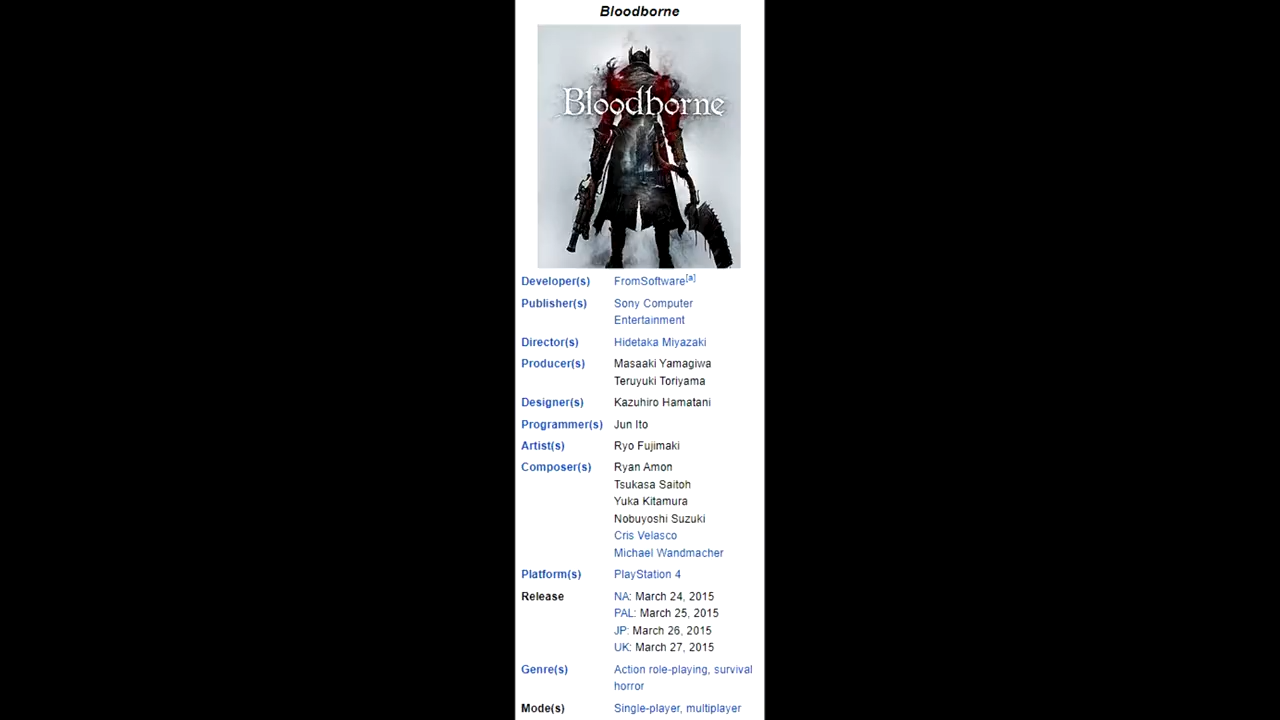 Bloodborne
Bloodborne
Developer(s) FromSoftware[a]
Publisher(s) Sony Computer
Entertainment
Director(s) Hidetaka Miyazaki
Producer(s) Masaaki Yamagiwa
Teruyuki Toriyama
Designer(s) Kazuhiro Hamatani
Programmer(s) Jun Ito
Artist(s) Ryo Fujimaki
Composer(s) Ryan Amon
Tsukasa Saitoh
Yuka Kitamura
Nobuyoshi Suzuki
Cris Velasco
Michael Wandmacher
Platform(s) PlayStation 4
Release NA: March 24, 2015
PAL: March 25, 2015
JP: March 26, 2015
UK: March 27, 2015
Genre(s) Action role-playing, survival
horror
Mode(s) Single-player, multiplayer